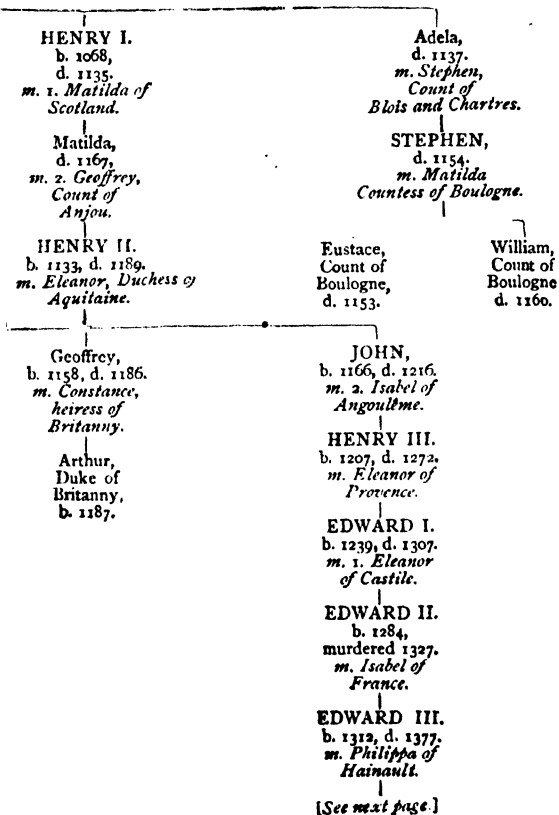 HENRY I.
b. 1068,
d. 1135.
m. 1. Matilda of
Scotland.
Matilda,
d. 1167,
m. 2. Geoffrey,
Count of
Anjou.
HENRY II.
b. 1133, d. 1189.
m. Eleanor, Duchess of
Aquitaine.
Geoffrey,
b. 1158, d. 1186.
m. Constance,
heiress of
Britanny.
Arthur,
Duke of
Britanny,
b. 1187.
Adela,
d. 1137.
m. Stephen,
Count of
Blois and Chartres.
STEPHEN,
d. 1154.
m. Matilda
Countess of Boulogne.
Eustace,
Count of
Boulogne,
d. 1153.
William,
Count of
Boulogne
d. 1160.
JOHN,
b. 1166, d. 1216.
m. 2. Isabel of
Angoulême.
HENRY III.
b. 1207, d. 1272.
m. Eleanor of
Provence.
EDWARD I.
b. 1239, d. 1307.
m. 1. Eleanor
of Castile.
EDWARD II.
b. 1284,
murdered 1327.
m. Isabel of
France.
EDWARD III.
b. 1312, d. 1377.
m. Philippa of
Hainault.
[See next page.]